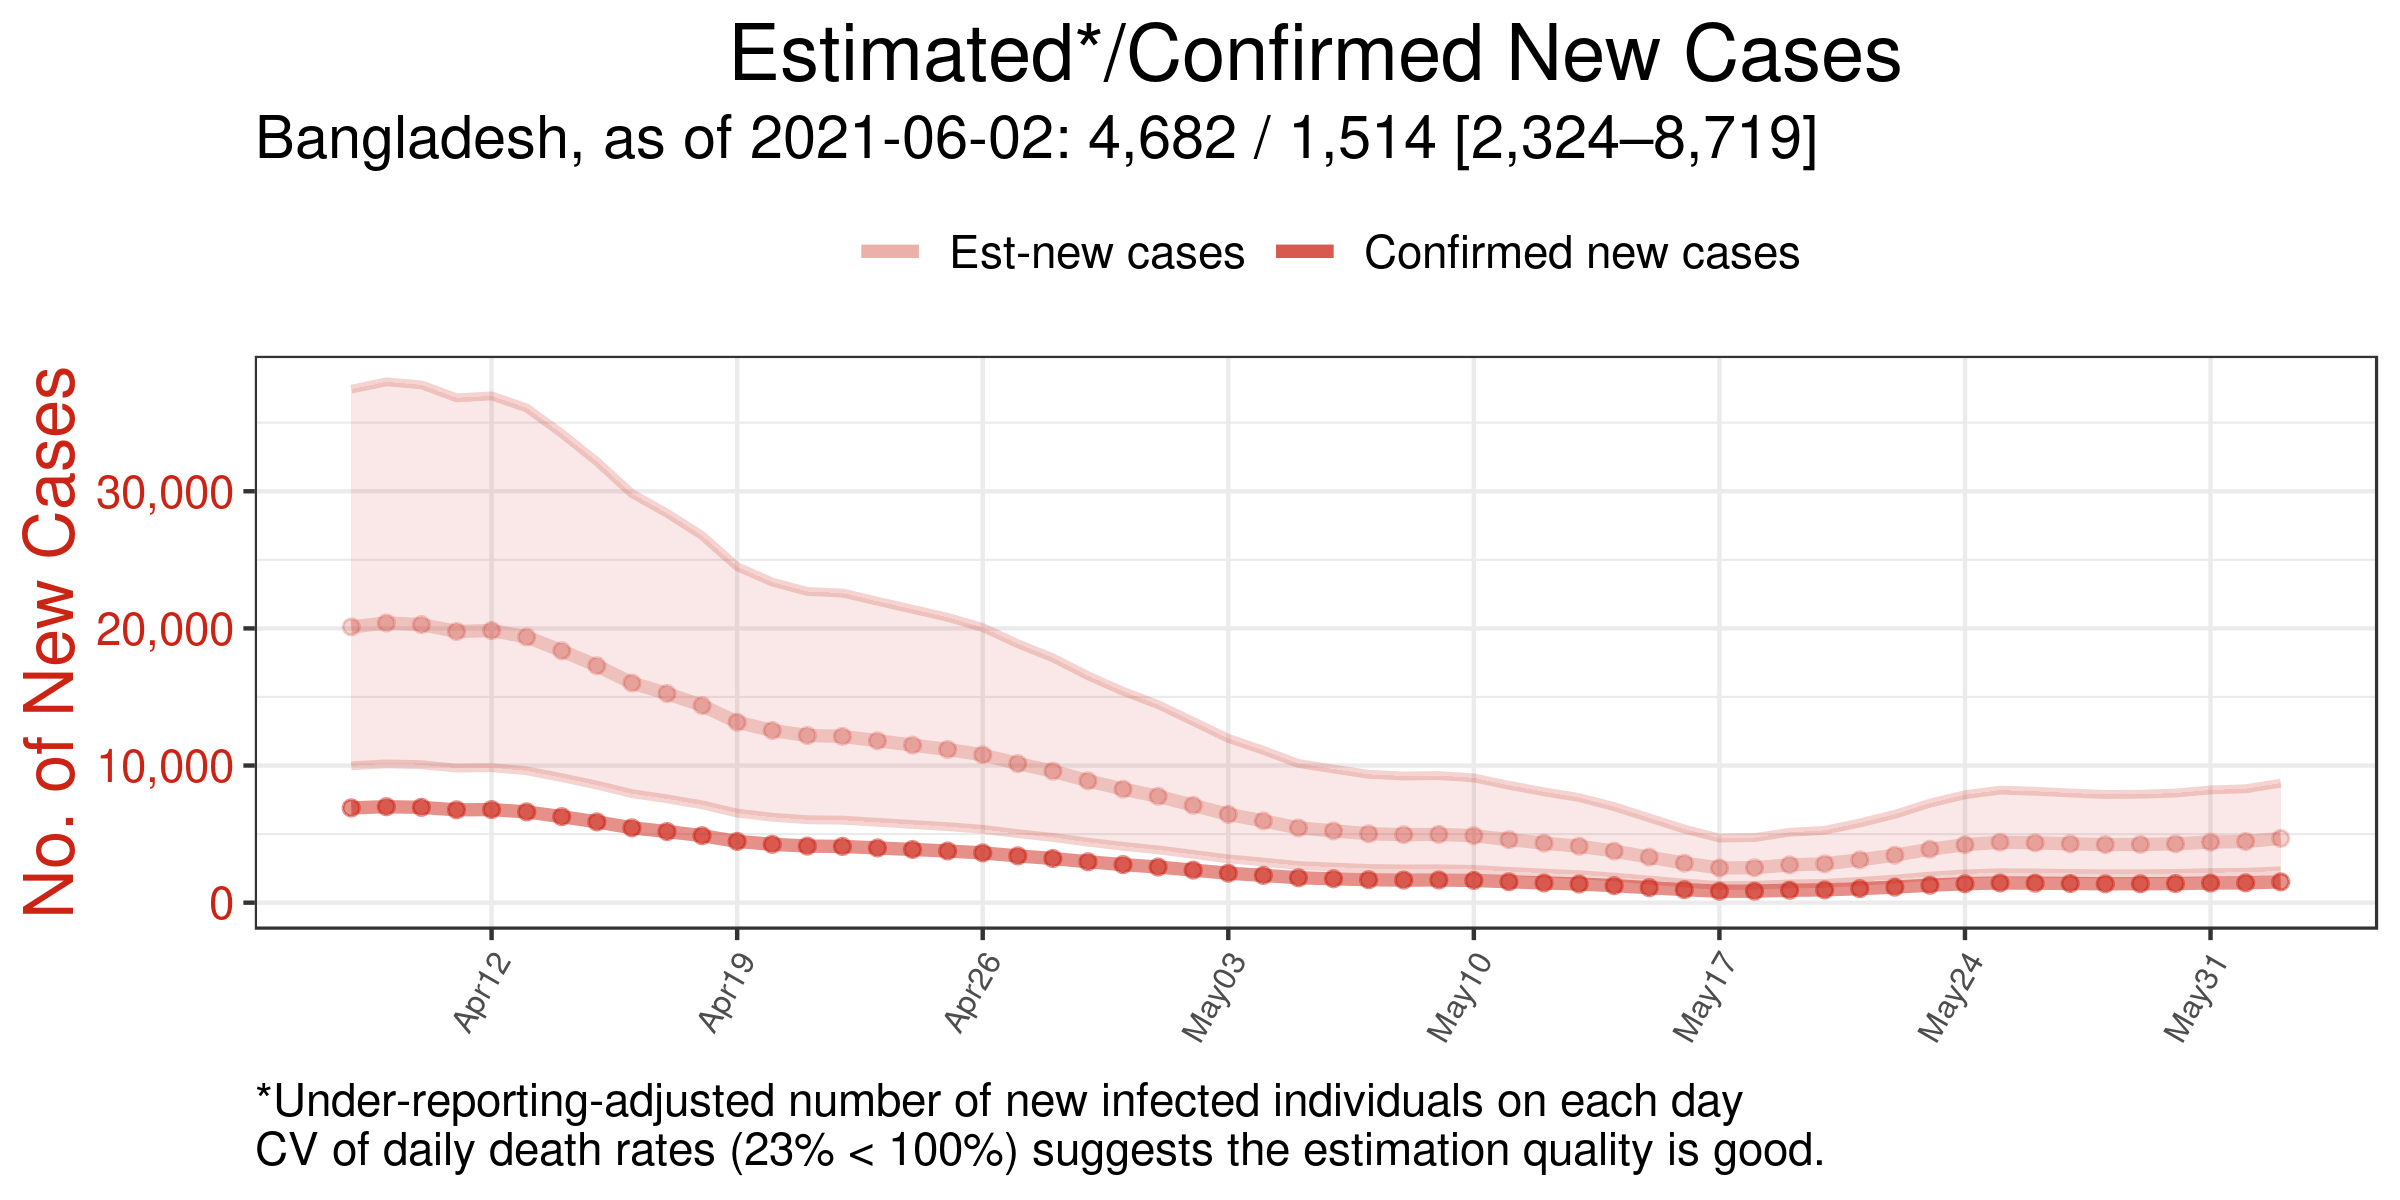 Estimated*/Confirmed New Cases
Bangladesh, as of 2021-06-02: 4,682 / 1,514 [2,324–8,719]
Est-new cases
Confirmed new cases
No. of New Cases
30,000
20,000
10,000
0
Apr12
Apr19
Apr26
May03
May10
May17
May24
May31
*Under-reporting-adjusted number of new infected individuals on each day
CV of daily death rates (23% < 100%) suggests the estimation quality is good.